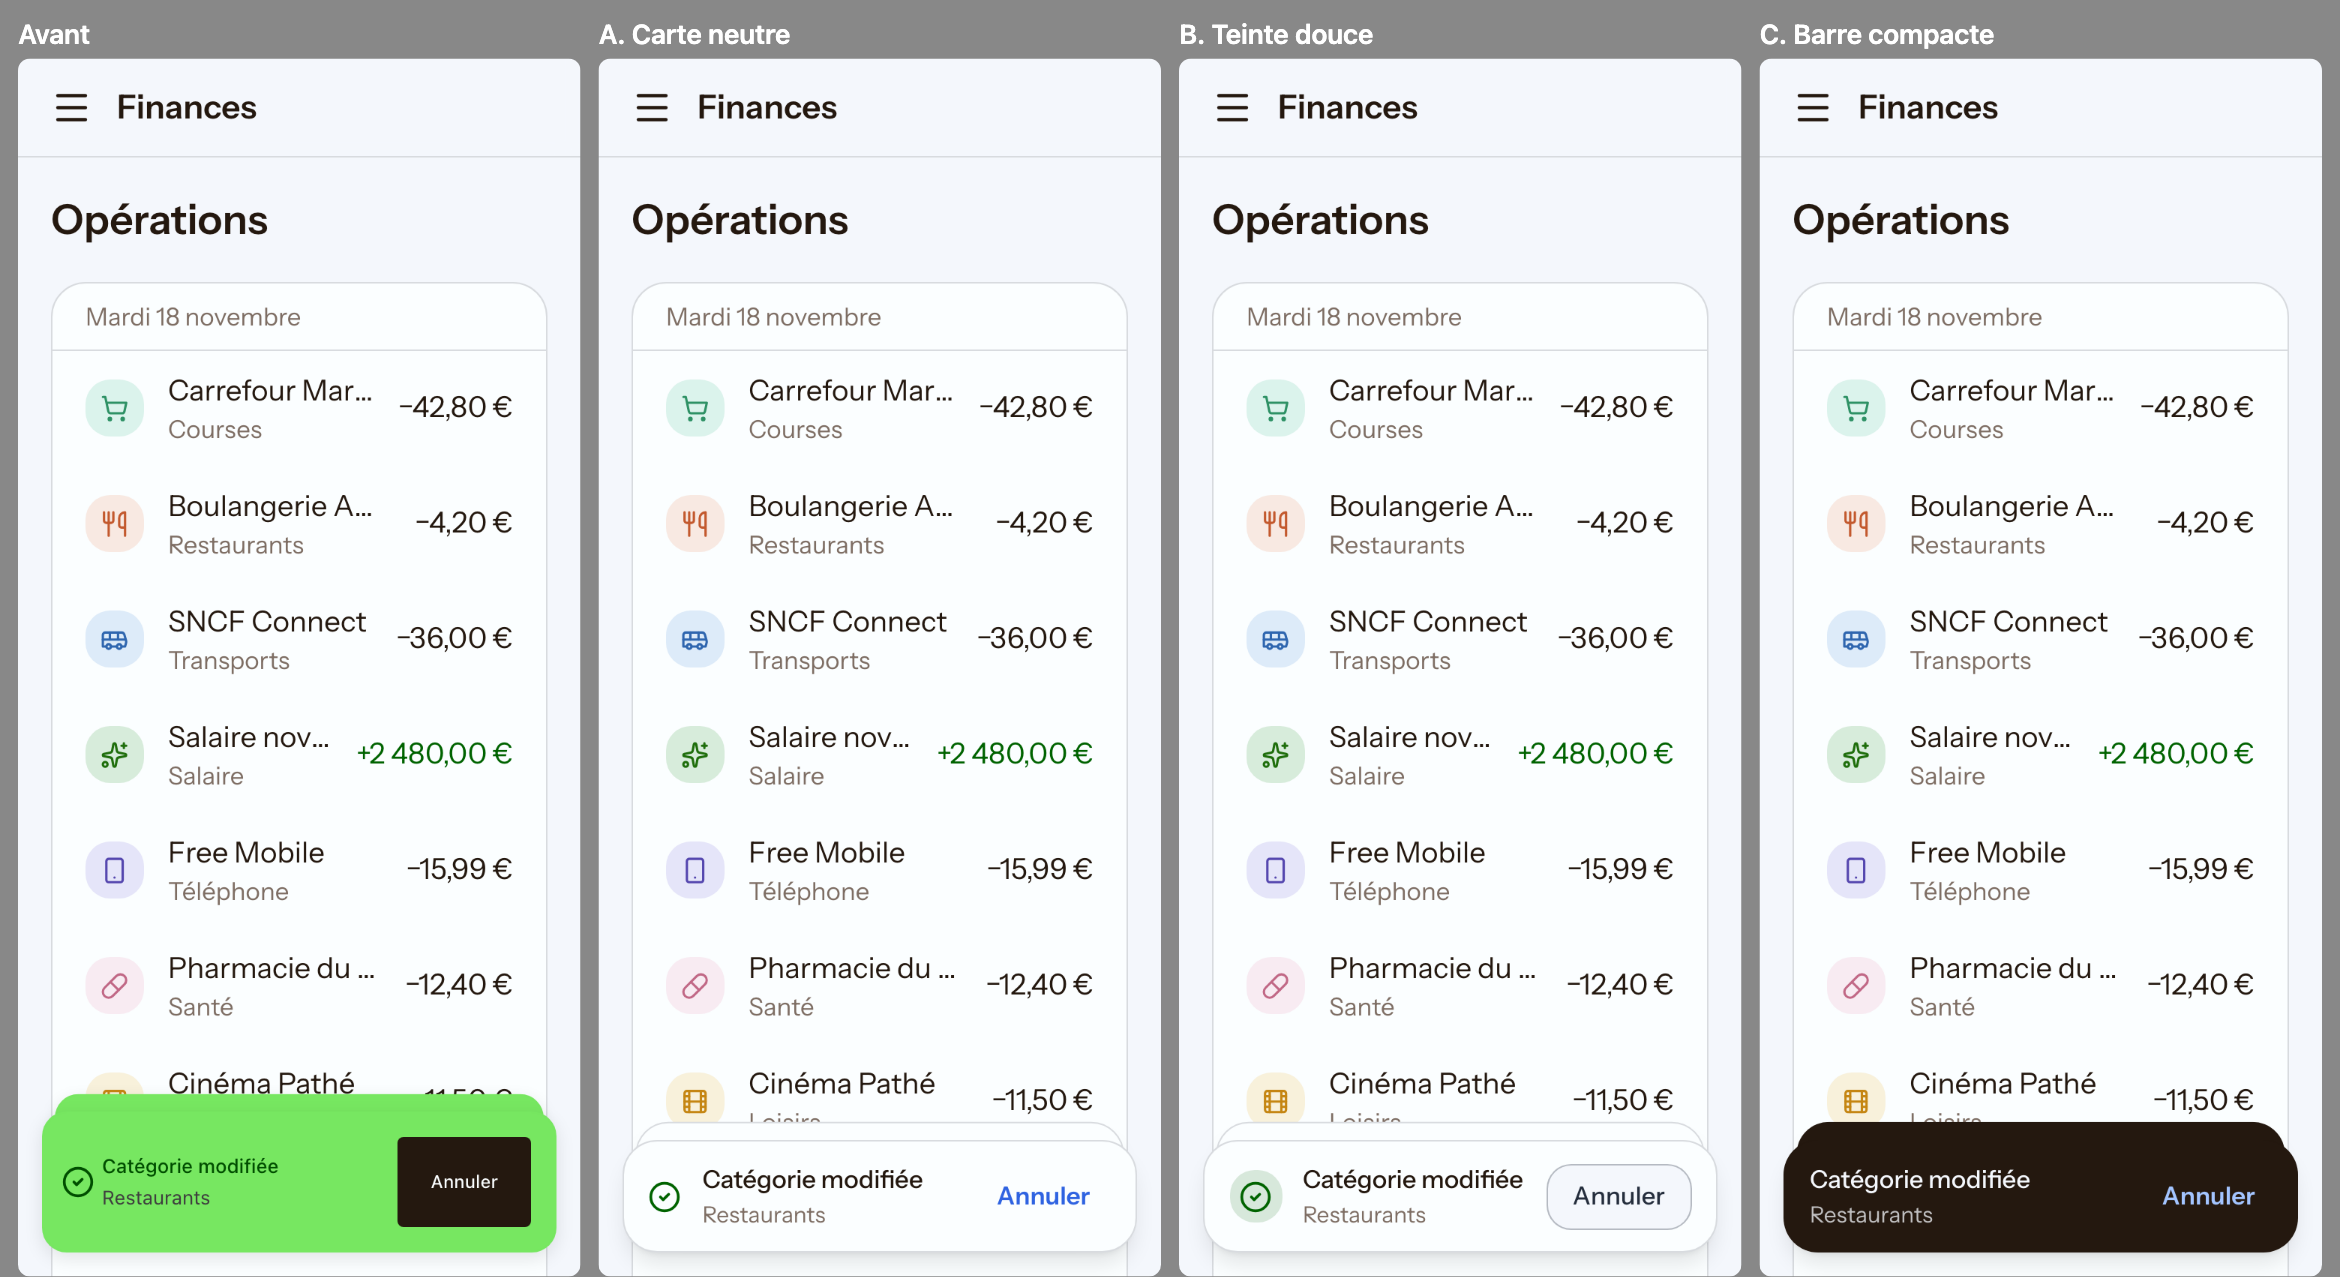 Avant
Finances
Opérations
Mardi 18 novembre
Carrefour Mar... −42,80 €
Courses
Boulangerie A... −4,20 €
Restaurants
SNCF Connect −36,00 €
Transports
Salaire nov... +2 480,00 €
Salaire
Free Mobile −15,99 €
Téléphone
Pharmacie du ... −12,40 €
Santé
Cinéma Pathé −11,50 €
Catégorie modifiée
Restaurants
Annuler
A. Carte neutre
Finances
Opérations
Mardi 18 novembre
Carrefour Mar... −42,80 €
Courses
Boulangerie A... −4,20 €
Restaurants
SNCF Connect −36,00 €
Transports
Salaire nov... +2 480,00 €
Salaire
Free Mobile −15,99 €
Téléphone
Pharmacie du ... −12,40 €
Santé
Cinéma Pathé −11,50 €
Loisirs
Catégorie modifiée
Restaurants
Annuler
B. Teinte douce
Finances
Opérations
Mardi 18 novembre
Carrefour Mar... −42,80 €
Courses
Boulangerie A... −4,20 €
Restaurants
SNCF Connect −36,00 €
Transports
Salaire nov... +2 480,00 €
Salaire
Free Mobile −15,99 €
Téléphone
Pharmacie du ... −12,40 €
Santé
Cinéma Pathé −11,50 €
Loisirs
Catégorie modifiée
Restaurants
Annuler
C. Barre compacte
Finances
Opérations
Mardi 18 novembre
Carrefour Mar... −42,80 €
Courses
Boulangerie A... −4,20 €
Restaurants
SNCF Connect −36,00 €
Transports
Salaire nov... +2 480,00 €
Salaire
Free Mobile −15,99 €
Téléphone
Pharmacie du ... −12,40 €
Santé
Cinéma Pathé −11,50 €
Loisirs
Catégorie modifiée
Restaurants
Annuler